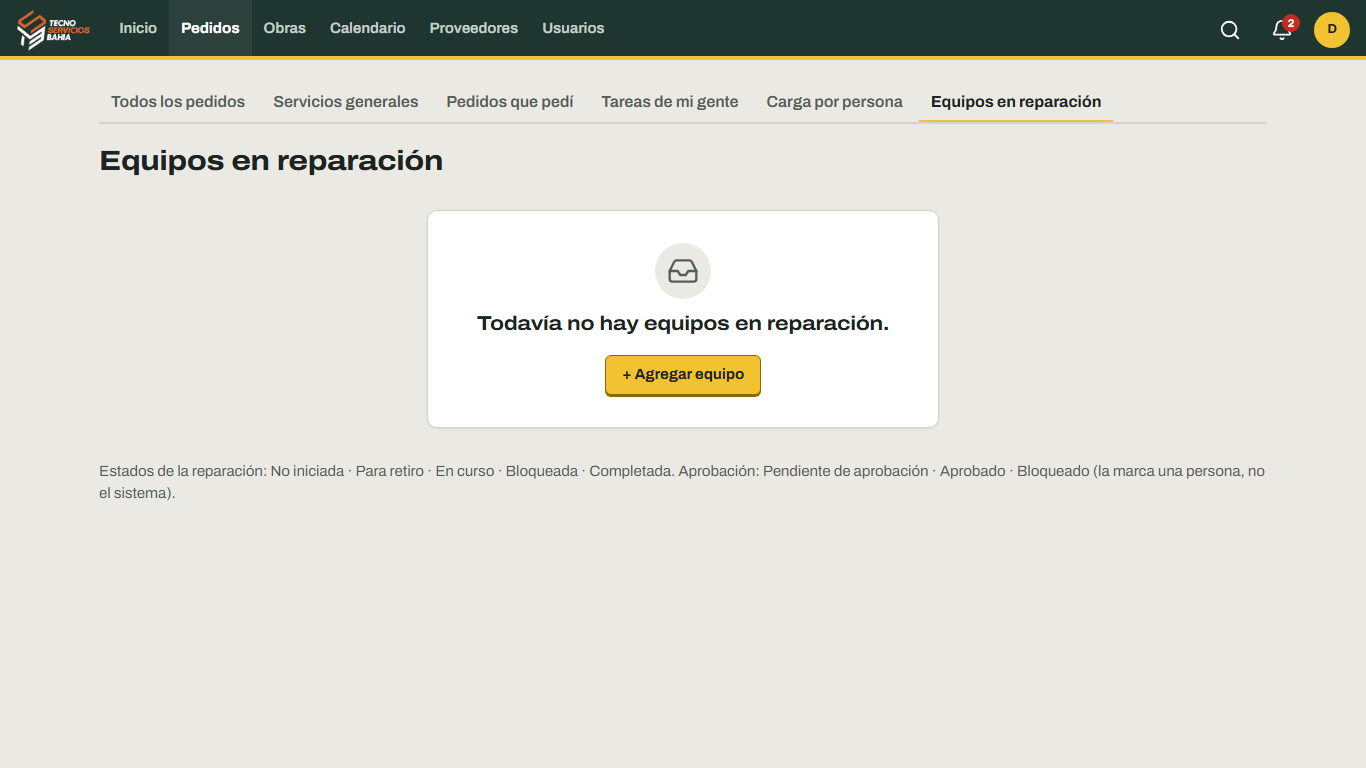 TECNO
SERVICIOS
BAHIA
Inicio
Pedidos
Obras
Calendario
Proveedores
Usuarios
2
D
Todos los pedidos
Servicios generales
Pedidos que pedí
Tareas de mi gente
Carga por persona
Equipos en reparación
Equipos en reparación
Todavía no hay equipos en reparación.
+ Agregar equipo
Estados de la reparación: No iniciada · Para retiro · En curso · Bloqueada · Completada. Aprobación: Pendiente de aprobación · Aprobado · Bloqueado (la marca una persona, no
el sistema).